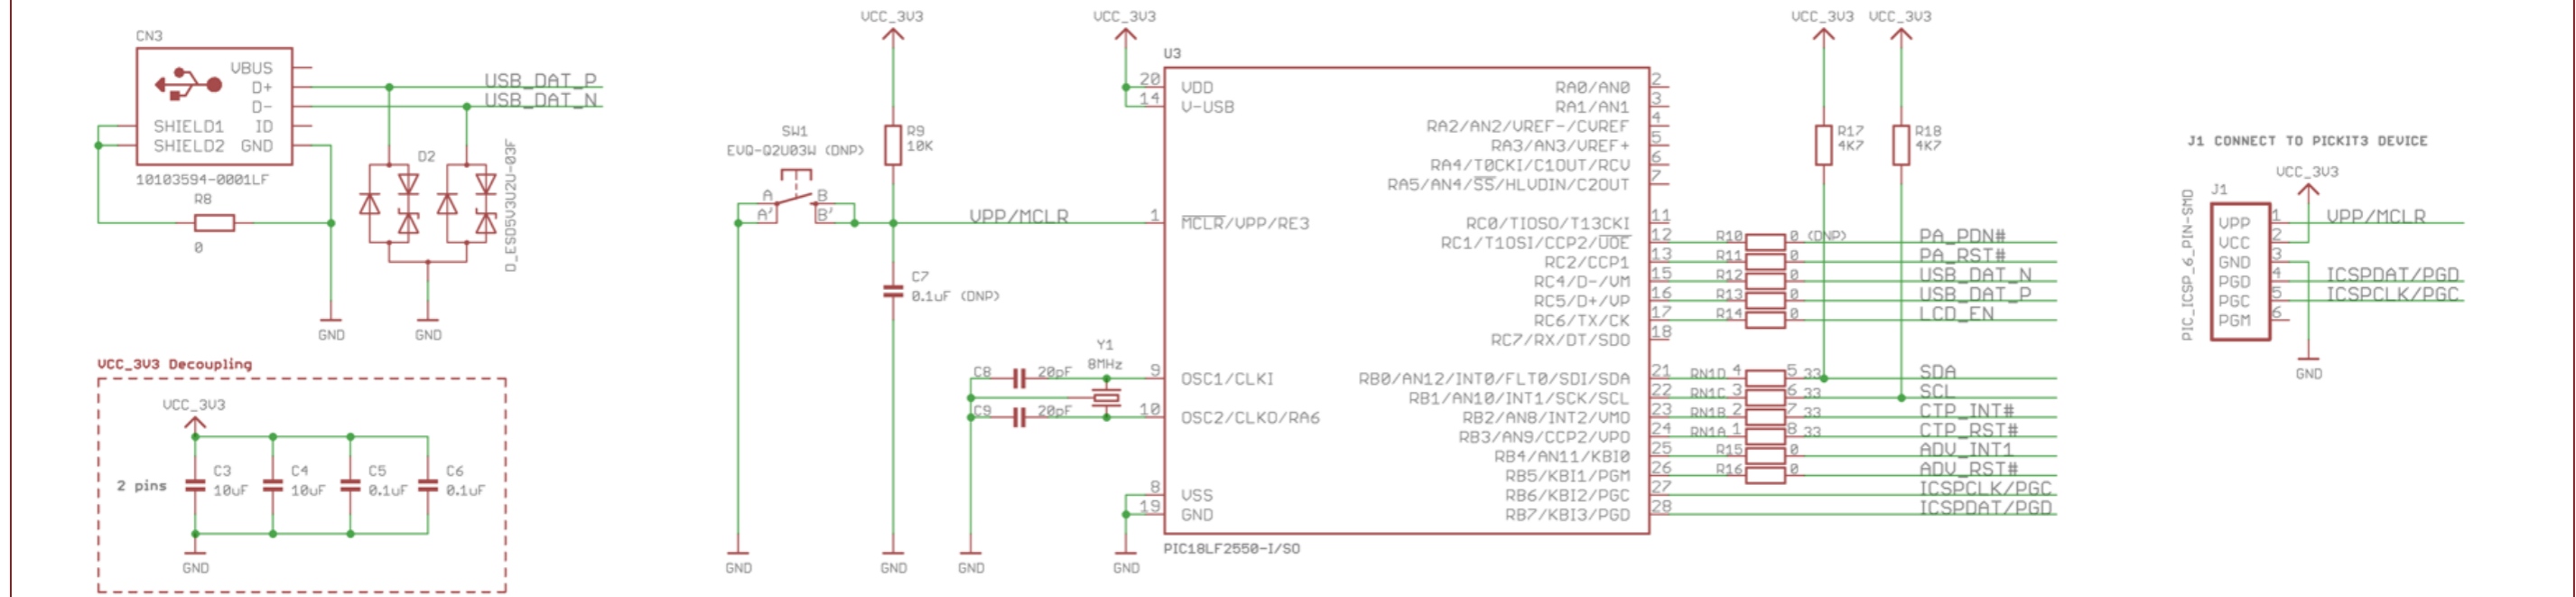 CN3
VBUS
D+
D-
SHIELD1 ID
SHIELD2 GND
10103594-0001LF
USB_DAT_P
USB_DAT_N
R8
0
D2
D_ESD5V3U2U-03F
GND
GND
VCC_3V3 Decoupling
VCC_3V3
2 pins
C3
10uF
C4
10uF
C5
0.1uF
C6
0.1uF
GND
VCC_3V3
R9
10K
SW1
EVQ-Q2U03W (DNP)
A B
A' B'
VPP/MCLR
C7
0.1uF (DNP)
C8 20pF
C9 20pF
Y1
8MHz
GND
GND
GND
GND
VCC_3V3
U3
20 VDD
14 V-USB
1 MCLR/VPP/RE3
9 OSC1/CLKI
10 OSC2/CLKO/RA6
8 VSS
19 GND
PIC18LF2550-I/SO
RA0/AN0 2
RA1/AN1 3
RA2/AN2/VREF-/CVREF 4
RA3/AN3/VREF+ 5
RA4/T0CKI/C1OUT/RCV 6
RA5/AN4/SS/HLVDIN/C2OUT 7
RC0/TIOSO/T13CKI 11
RC1/T1OSI/CCP2/UOE 12 R10 0 (DNP) PA_PDN#
RC2/CCP1 13 R11 0 PA_RST#
RC4/D-/VM 15 R12 0 USB_DAT_N
RC5/D+/VP 16 R13 0 USB_DAT_P
RC6/TX/CK 17 R14 0 LCD_EN
RC7/RX/DT/SDO 18
RB0/AN12/INT0/FLT0/SDI/SDA 21 RN1D 4 5 33 SDA
RB1/AN10/INT1/SCK/SCL 22 RN1C 3 6 33 SCL
RB2/AN8/INT2/VMO 23 RN1B 2 7 33 CTP_INT#
RB3/AN9/CCP2/VPO 24 RN1A 1 8 33 CTP_RST#
RB4/AN11/KBI0 25 R15 0 ADV_INT1
RB5/KBI1/PGM 26 R16 0 ADV_RST#
RB6/KBI2/PGC 27 ICSPCLK/PGC
RB7/KBI3/PGD 28 ICSPDAT/PGD
VCC_3V3 VCC_3V3
R17
4K7
R18
4K7
J1 CONNECT TO PICKIT3 DEVICE
VCC_3V3
J1
PIC_ICSP_6_PIN-SMD
VPP 1 VPP/MCLR
VCC 2
GND 3
PGD 4 ICSPDAT/PGD
PGC 5 ICSPCLK/PGC
PGM 6
GND